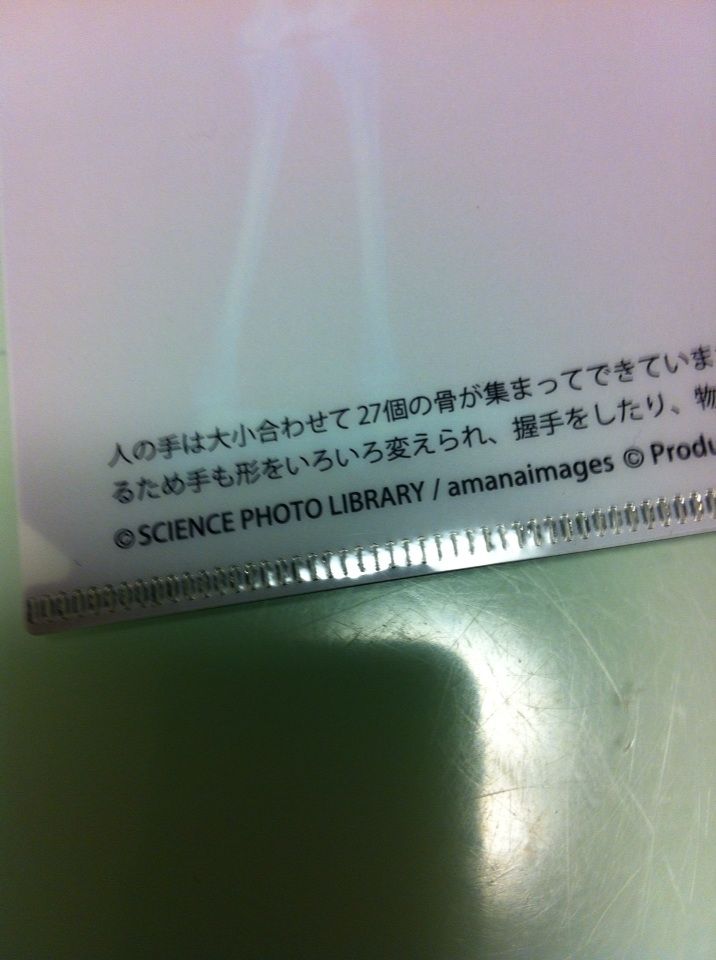 人の手は大小合わせて 27個の骨が集まってできていま
るため手も形をいろいろ変えられ、握手をしたり、物
©SCIENCE PHOTO LIBRARY / amanaimages © Produ